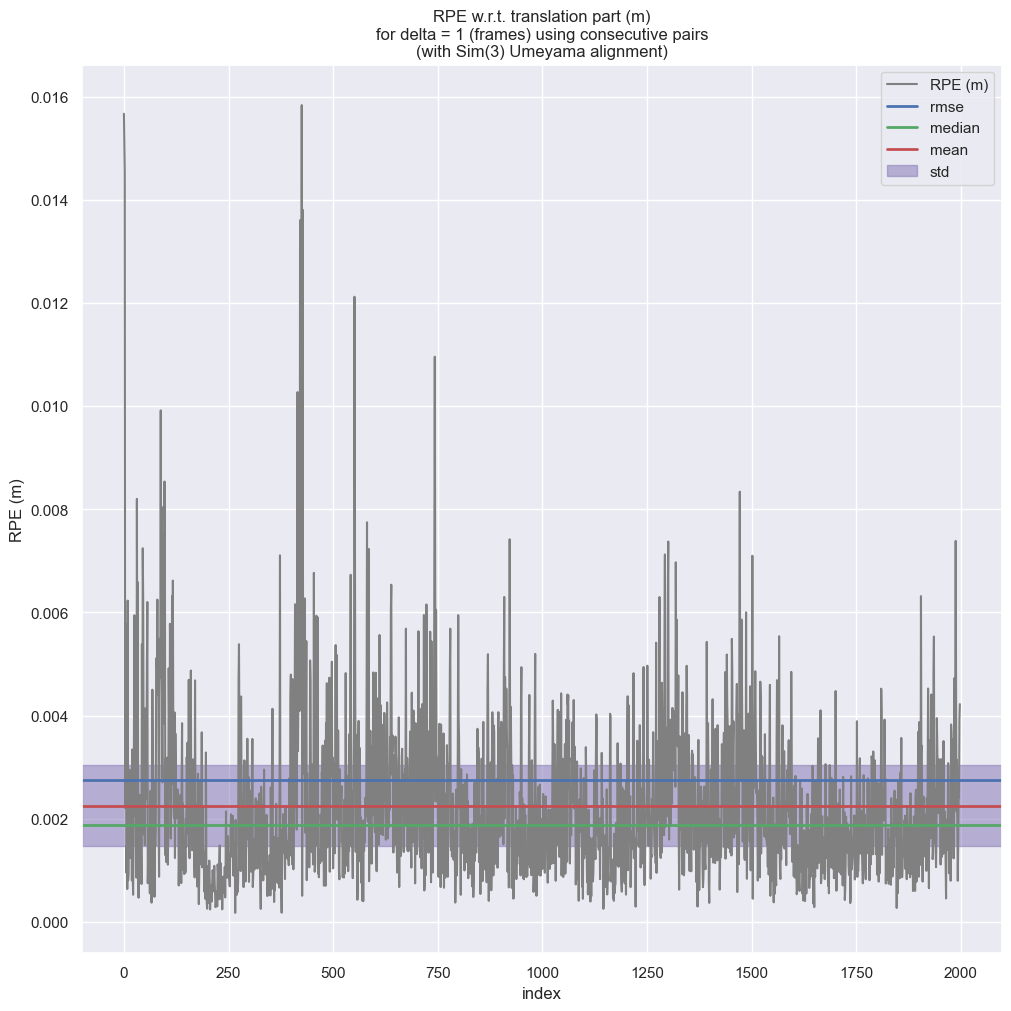 RPE w.r.t. translation part (m)
for delta = 1 (frames) using consecutive pairs
(with Sim(3) Umeyama alignment)
RPE (m)
rmse
median
mean
std
0.016
0.014
0.012
0.010
0.008
0.006
0.004
0.002
0.000
RPE (m)
0
250
500
750
1000
1250
1500
1750
2000
index